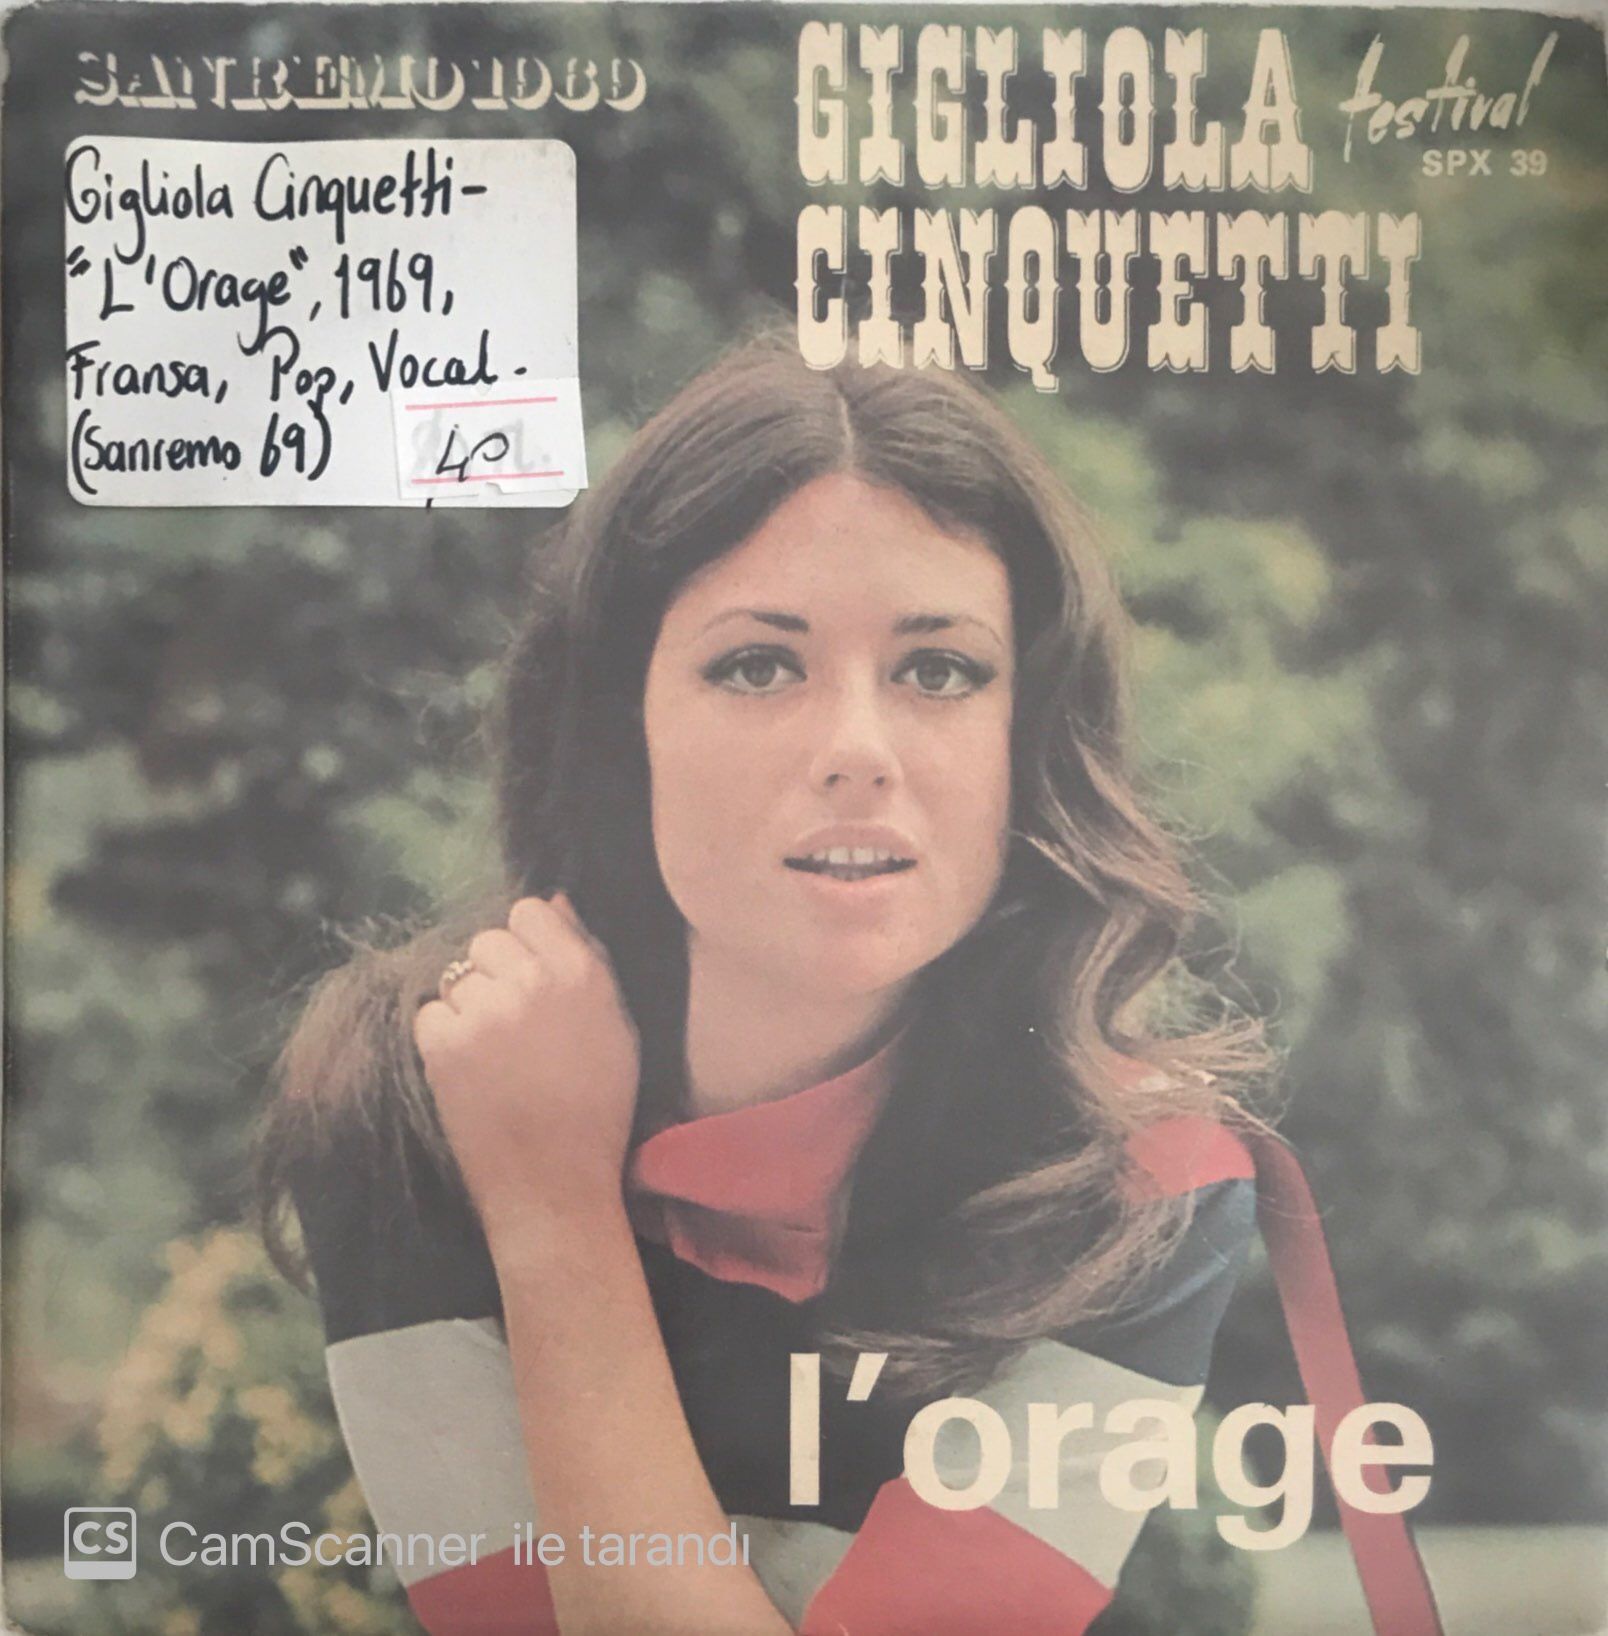 SANREMO 1969
GIGLIOLA
CINQUETTI
festival
SPX 39
Gigliola Cinquetti-
"L'Orage", 1969,
Fransa, Pop, Vocal.
(Sanremo 69)
40
l'orage
CS CamScanner ile tarandı